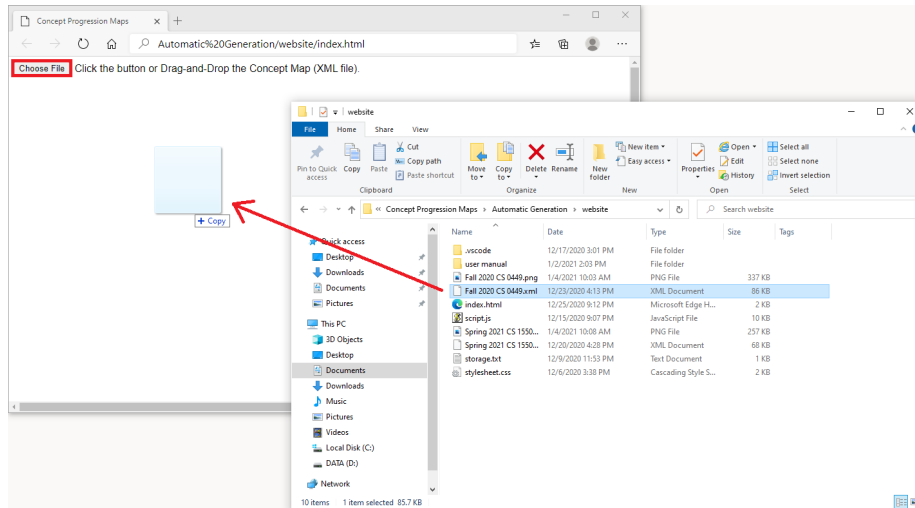 Concept Progression Maps
Automatic%20Generation/website/index.html
Choose File Click the button or Drag-and-Drop the Concept Map (XML file).
+ Copy
website
File Home Share View
Pin to Quick access
Copy
Paste
Cut
Copy path
Paste shortcut
Clipboard
Move to
Copy to
Delete
Rename
Organize
New folder
New item
Easy access
New
Properties
Open
Edit
History
Open
Select all
Select none
Invert selection
Select
« Concept Progression Maps › Automatic Generation › website
Search website
Quick access
Desktop
Downloads
Documents
Pictures
This PC
3D Objects
Desktop
Documents
Downloads
Music
Pictures
Videos
Local Disk (C:)
DATA (D:)
Network
Name Date Type Size Tags
.vscode 12/17/2020 3:01 PM File folder
user manual 1/2/2021 2:03 PM File folder
Fall 2020 CS 0449.png 1/4/2021 10:03 AM PNG File 337 KB
Fall 2020 CS 0449.xml 12/23/2020 4:13 PM XML Document 86 KB
index.html 12/25/2020 9:12 PM Microsoft Edge H... 2 KB
script.js 12/15/2020 9:07 PM JavaScript File 10 KB
Spring 2021 CS 1550... 1/4/2021 10:08 AM PNG File 257 KB
Spring 2021 CS 1550... 12/20/2020 4:28 PM XML Document 68 KB
storage.txt 12/9/2020 11:53 PM Text Document 1 KB
stylesheet.css 12/6/2020 3:38 PM Cascading Style S... 2 KB
10 items 1 item selected 85.7 KB